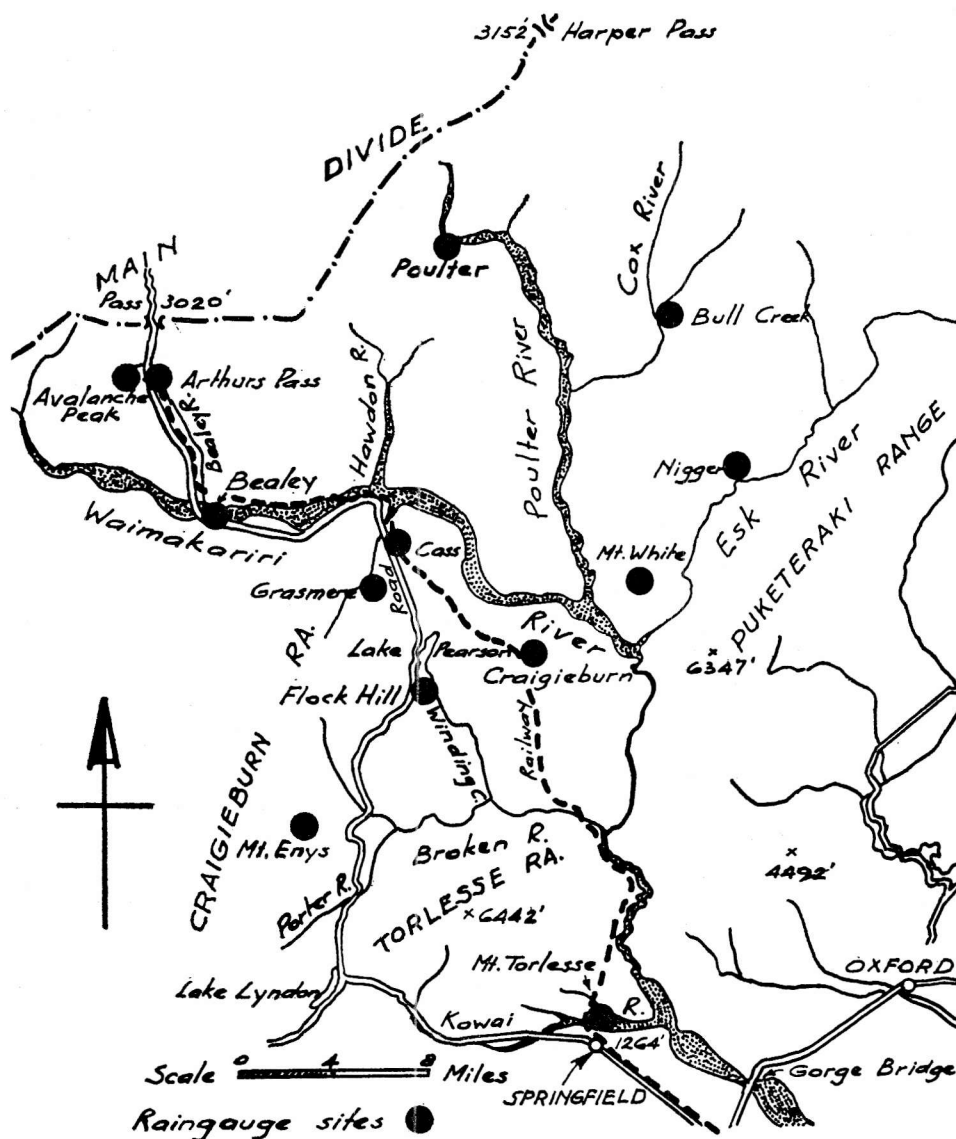 3152' Harper Pass
DIVIDE
MAIN
Pass 3020'
Poulter
Cox River
Bull Creek
Avalanche Peak
Arthurs Pass
Bealey R.
Hawdon R.
Poulter River
Nigger
Esk River
PUKETERAKI RANGE
Bealey
Waimakariri
River
Cass
Mt. White
Grasmere
Road
RA.
Lake Pearson
6347'
Craigieburn
Flock Hill
Winding C.
Railway
CRAIGIEBURN
Mt. Enys
Broken R.
4492'
Porter R.
TORLESSE RA.
6442'
Mt. Torlesse
OXFORD
Lake Lyndon
Kowai R.
1264'
Scale 0 4 8 Miles
SPRINGFIELD
Gorge Bridge
Raingauge sites